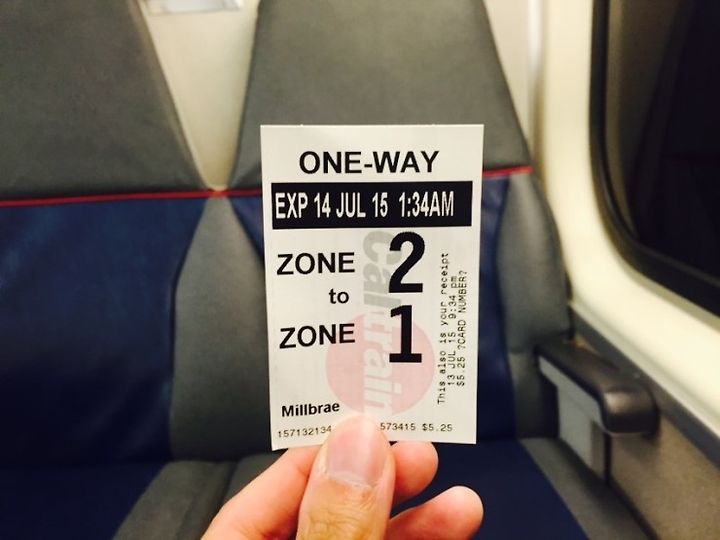 ONE-WAY
EXP 14 JUL 15 1:34AM
ZONE 2
to
ZONE 1
Caltrain
Millbrae
157132134 573415 $5.25
This also is your receipt
13 JUL 15 9:34 pm
$5.25 ?CARD NUMBER?